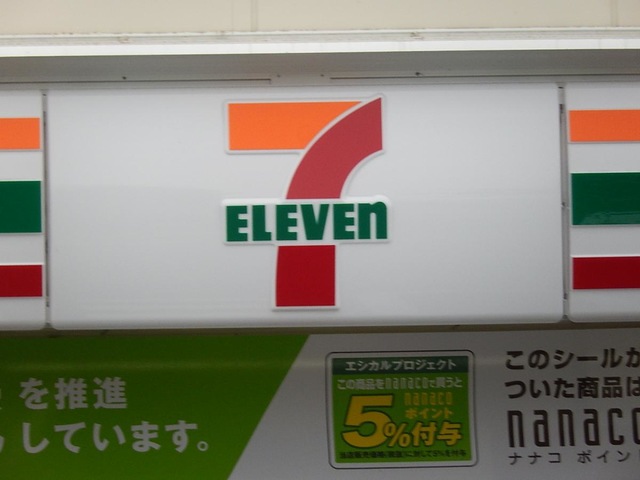 7
ELEVEn
を推進
しています。
エシカルプロジェクト
この商品をnanacoで買うと
nanaco
ポイント
5%付与
このシールが
ついた商品は
nanaco
ナナコ ポイン